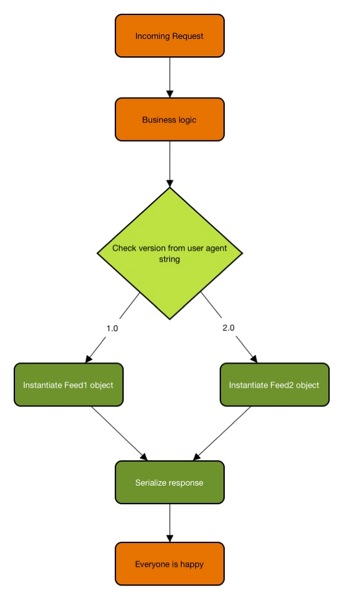 Incoming Request
Business logic
Check version from user agent
string
1.0
2.0
Instantiate Feed1 object
Instantiate Feed2 object
Serialize response
Everyone is happy